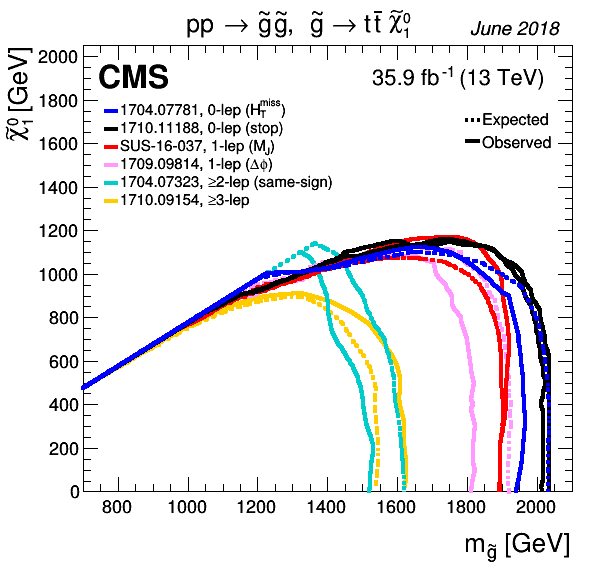 pp → g̃ g̃, g̃ → t t̄ χ̃⁰₁ June 2018
CMS 35.9 fb⁻¹ (13 TeV)
1704.07781, 0-lep (H_T^miss)
1710.11188, 0-lep (stop)
SUS-16-037, 1-lep (M_J)
1709.09814, 1-lep (Δϕ)
1704.07323, ≥2-lep (same-sign)
1710.09154, ≥3-lep
Expected
Observed
m_χ̃⁰₁ [GeV]
2000
1800
1600
1400
1200
1000
800
600
400
200
0
800 1000 1200 1400 1600 1800 2000
m_g̃ [GeV]